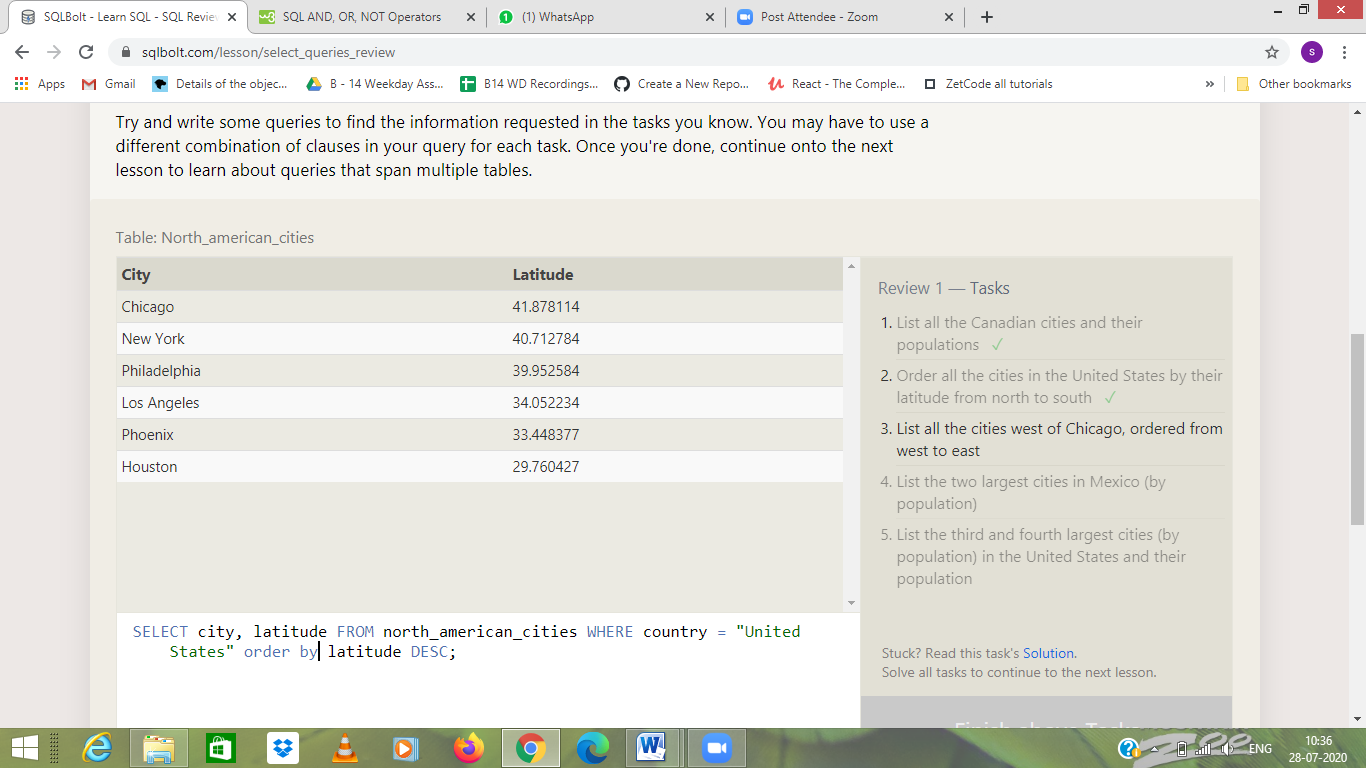 SQLBolt - Learn SQL - SQL Revie
SQL AND, OR, NOT Operators
(1) WhatsApp
Post Attendee - Zoom
sqlbolt.com/lesson/select_queries_review
s
Apps
Gmail
Details of the objec...
B - 14 Weekday Ass...
B14 WD Recordings...
Create a New Repo...
React - The Comple...
ZetCode all tutorials
»
Other bookmarks
Try and write some queries to find the information requested in the tasks you know. You may have to use a
different combination of clauses in your query for each task. Once you're done, continue onto the next
lesson to learn about queries that span multiple tables.
Table: North_american_cities
City Latitude
Chicago 41.878114
New York 40.712784
Philadelphia 39.952584
Los Angeles 34.052234
Phoenix 33.448377
Houston 29.760427
SELECT city, latitude FROM north_american_cities WHERE country = "United
States" order by latitude DESC;
Review 1 — Tasks
1. List all the Canadian cities and their
populations ✓
2. Order all the cities in the United States by their
latitude from north to south ✓
3. List all the cities west of Chicago, ordered from
west to east
4. List the two largest cities in Mexico (by
population)
5. List the third and fourth largest cities (by
population) in the United States and their
population
Stuck? Read this task's Solution.
Solve all tasks to continue to the next lesson.
Finish above Tasks
ENG
10:36
28-07-2020